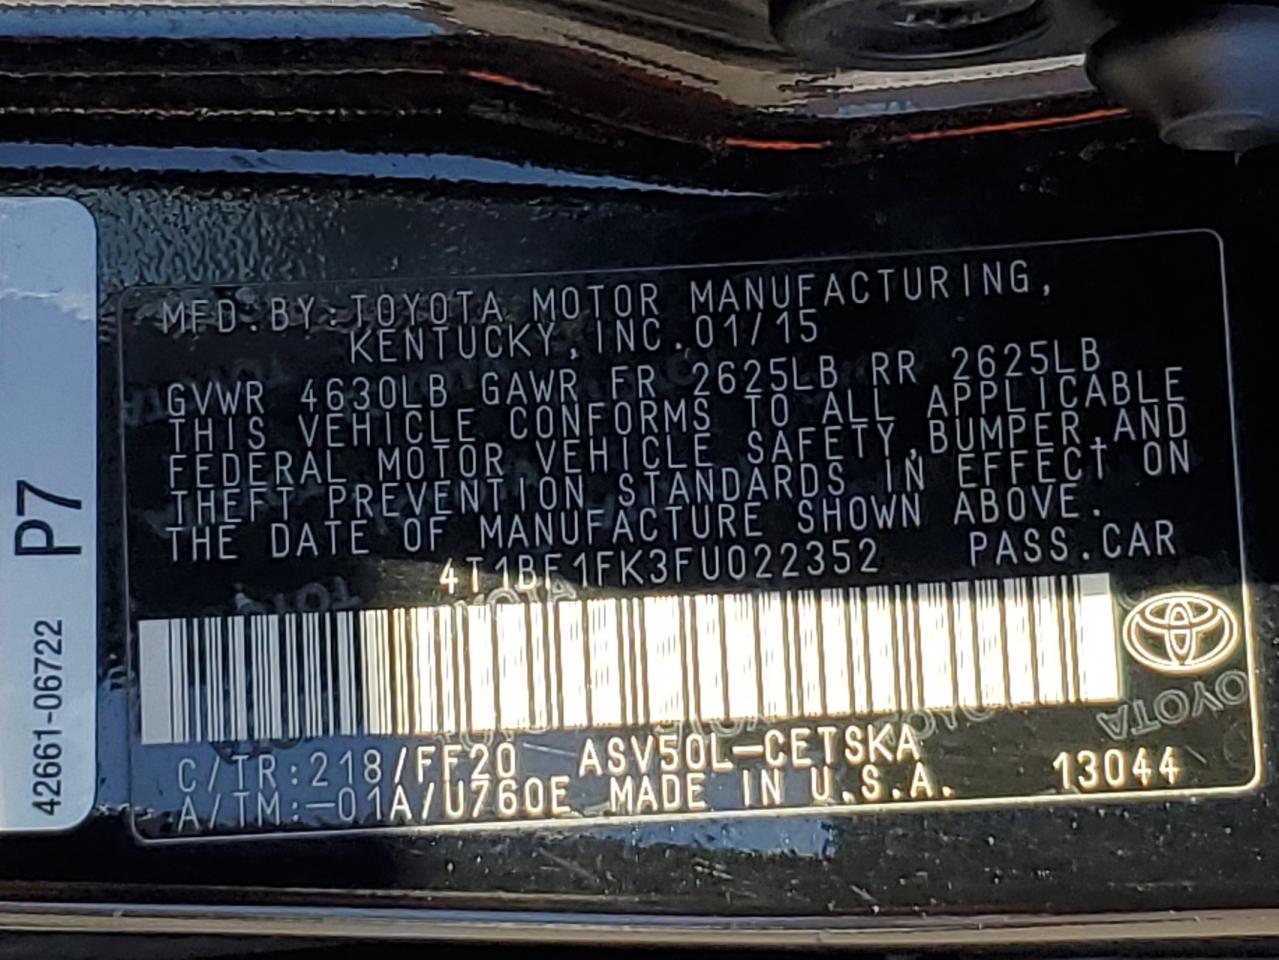 MFD.BY:TOYOTA MOTOR MANUFACTURING,
KENTUCKY,INC.01/15
GVWR 4630LB GAWR FR 2625LB RR 2625LB
THIS VEHICLE CONFORMS TO ALL APPLICABLE
FEDERAL MOTOR VEHICLE SAFETY,BUMPER,AND
THEFT PREVENTION STANDARDS IN EFFECT ON
THE DATE OF MANUFACTURE SHOWN ABOVE.
4T1BF1FK3FU022352 PASS.CAR
C/TR:218/FF20 ASV50L-CETSKA 13044
A/TM:-01A/U760E MADE IN U.S.A.
TOYOTA
P7
42661-06722